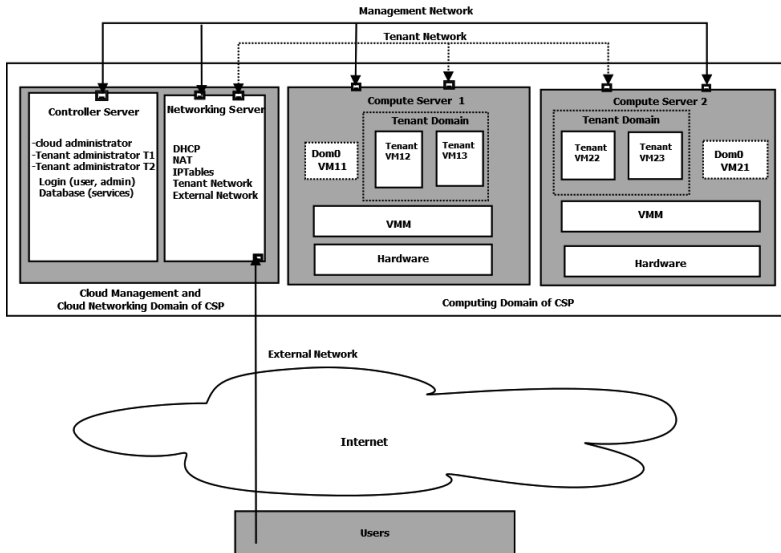 Management Network
Tenant Network
Controller Server
-cloud administrator
-Tenant administrator T1
-Tenant administrator T2
Login (user, admin)
Database (services)
Networking Server
DHCP
NAT
IPTables
Tenant Network
External Network
Compute Server 1
Tenant Domain
Dom0
VM11
Tenant
VM12
Tenant
VM13
VMM
Hardware
Compute Server 2
Tenant Domain
Tenant
VM22
Tenant
VM23
Dom0
VM21
VMM
Hardware
Cloud Management and
Cloud Networking Domain of CSP
Computing Domain of CSP
External Network
Internet
Users